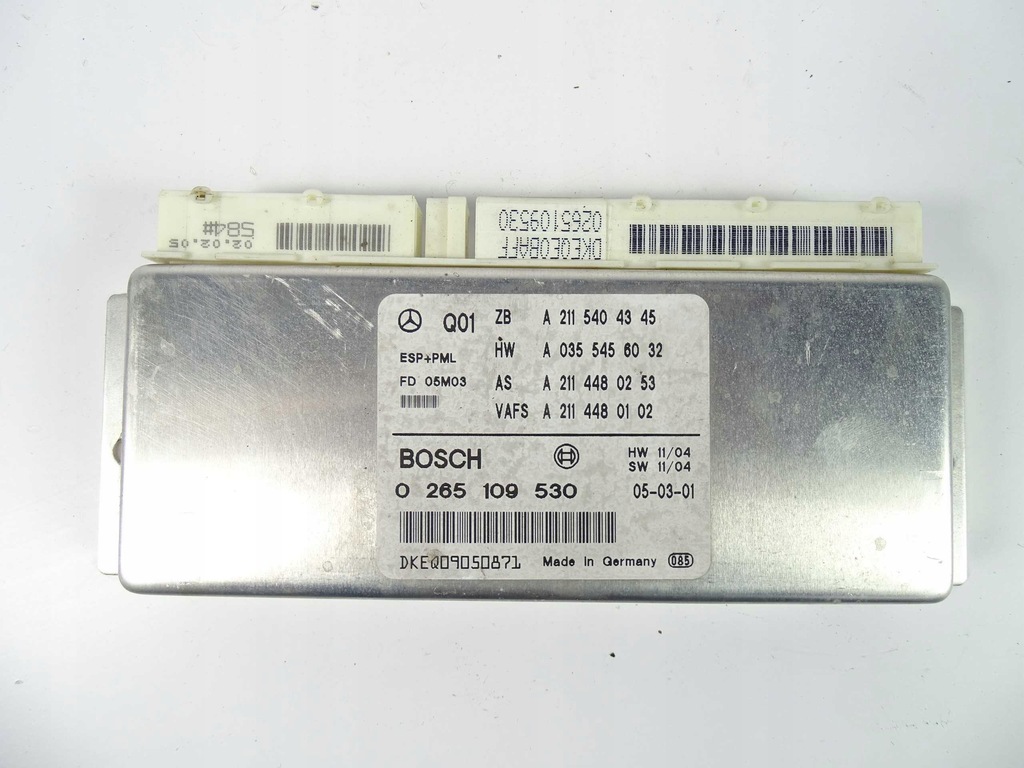 02.02.05
584#
0265109530
DKEQE0BAFF
Q01
ZB A 211 540 43 45
HW A 035 545 60 32
ESP+PML
FD 05M03
AS A 211 448 02 53
VAFS A 211 448 01 02
BOSCH
HW 11/04
SW 11/04
0 265 109 530
05-03-01
DKEQ09050871 Made in Germany 085